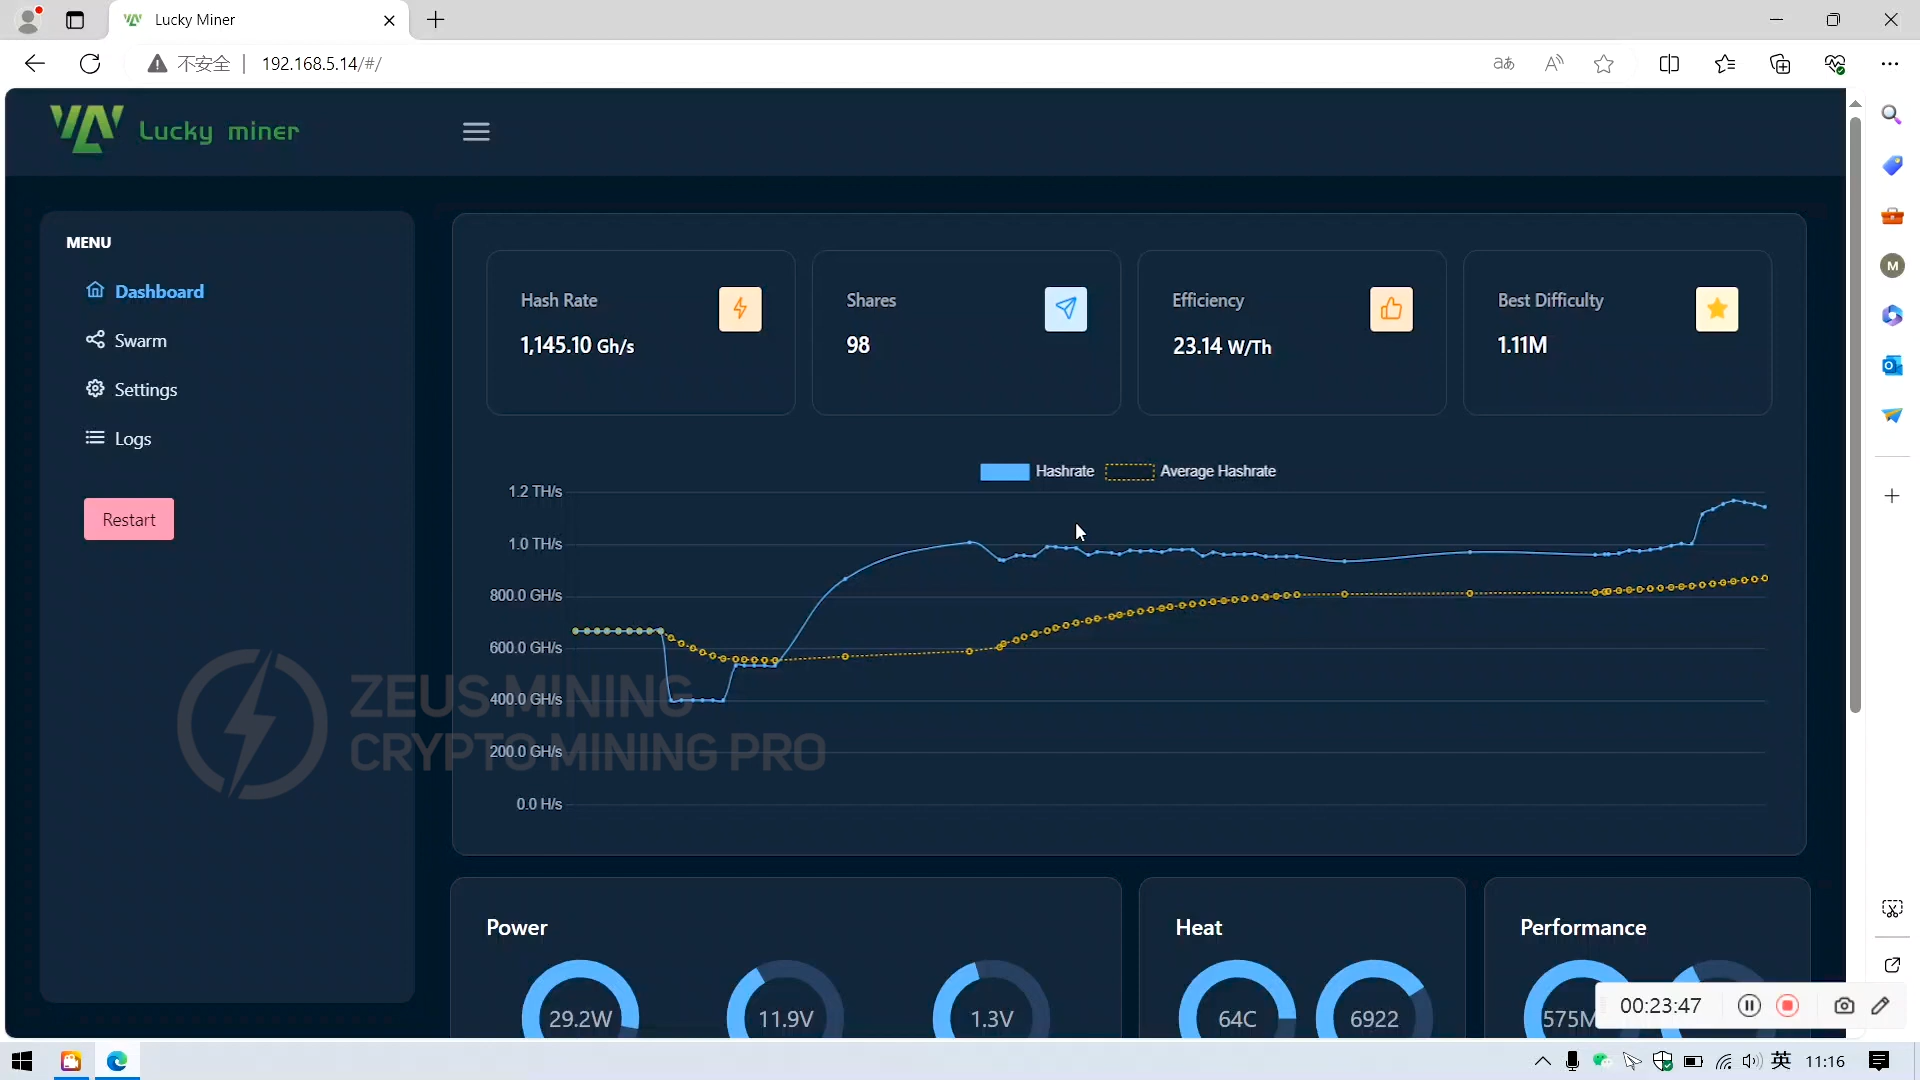 Lucky Miner
不安全
192.168.5.14/#/
aあ
A
Lucky miner
MENU
Dashboard
Swarm
Settings
Logs
Restart
Hash Rate
1,145.10 Gh/s
Shares
98
Efficiency
23.14 W/Th
Best Difficulty
1.11M
M
Hashrate
Average Hashrate
1.2 TH/s
1.0 TH/s
800.0 GH/s
600.0 GH/s
400.0 GH/s
200.0 GH/s
0.0 H/s
ZEUS MINING
CRYPTO MINING PRO
Power
29.2W
11.9V
1.3V
Heat
64C
6922
Performance
575M
00:23:47
英
11:16